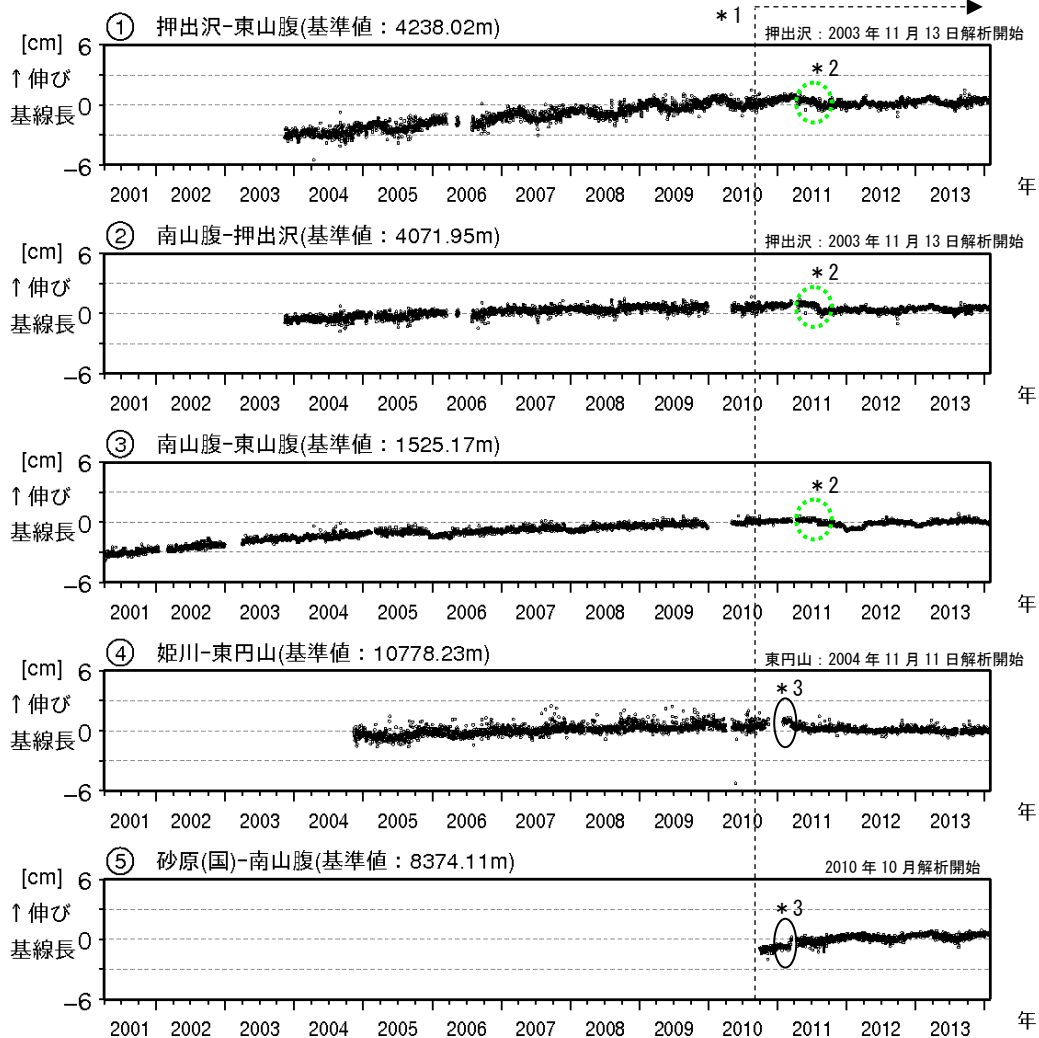 ① 押出沢-東山腹(基準値：4238.02m)
＊1
押出沢：2003 年 11 月 13 日解析開始
[cm] 6
↑伸び
基線長 0
-6
＊2
2001 2002 2003 2004 2005 2006 2007 2008 2009 2010 2011 2012 2013 年
② 南山腹-押出沢(基準値：4071.95m)
押出沢：2003 年 11 月 13 日解析開始
[cm] 6
↑伸び
基線長 0
-6
＊2
2001 2002 2003 2004 2005 2006 2007 2008 2009 2010 2011 2012 2013 年
③ 南山腹-東山腹(基準値：1525.17m)
[cm] 6
↑伸び
基線長 0
-6
＊2
2001 2002 2003 2004 2005 2006 2007 2008 2009 2010 2011 2012 2013 年
④ 姫川-東円山(基準値：10778.23m)
東円山：2004 年 11 月 11 日解析開始
[cm] 6
↑伸び
基線長 0
-6
＊3
2001 2002 2003 2004 2005 2006 2007 2008 2009 2010 2011 2012 2013 年
⑤ 砂原(国)-南山腹(基準値：8374.11m)
2010 年 10 月解析開始
[cm] 6
↑伸び
基線長 0
-6
＊3
2001 2002 2003 2004 2005 2006 2007 2008 2009 2010 2011 2012 2013 年